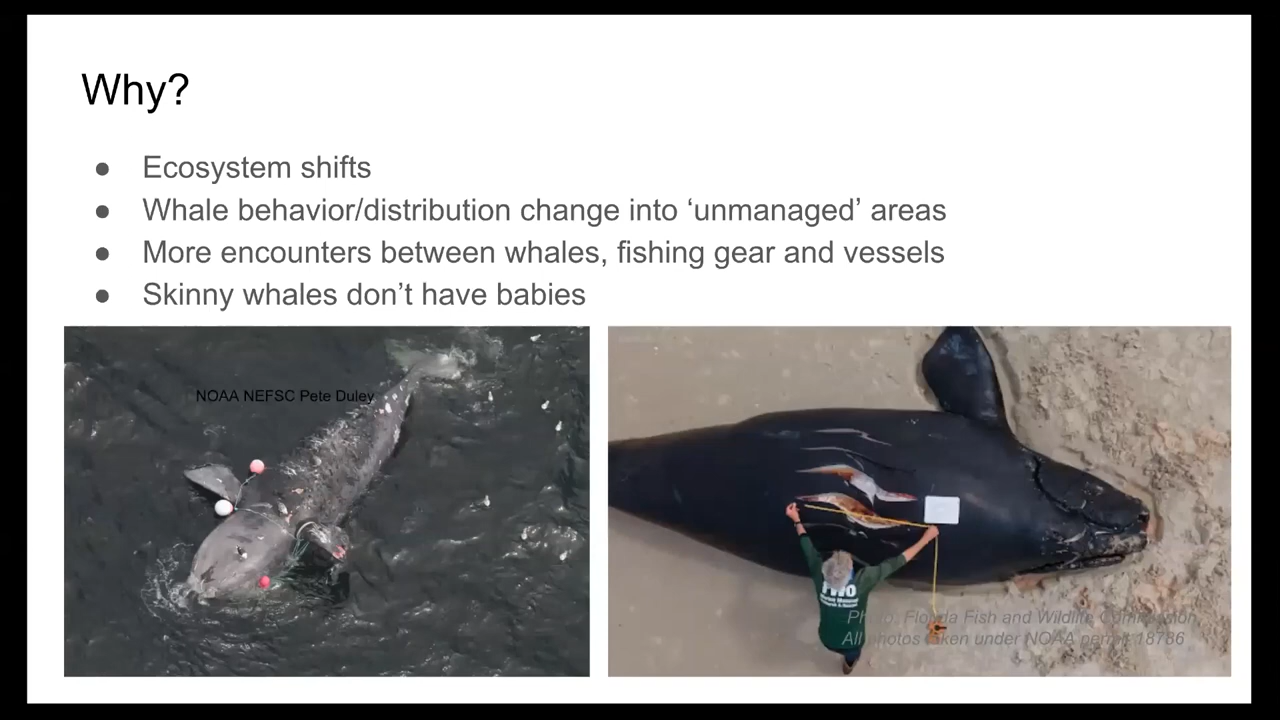 Why?
● Ecosystem shifts
● Whale behavior/distribution change into ‘unmanaged’ areas
● More encounters between whales, fishing gear and vessels
● Skinny whales don’t have babies
NOAA NEFSC Pete Duley
FWC
Photo: Florida Fish and Wildlife Commission
All photos taken under NOAA permit 18786